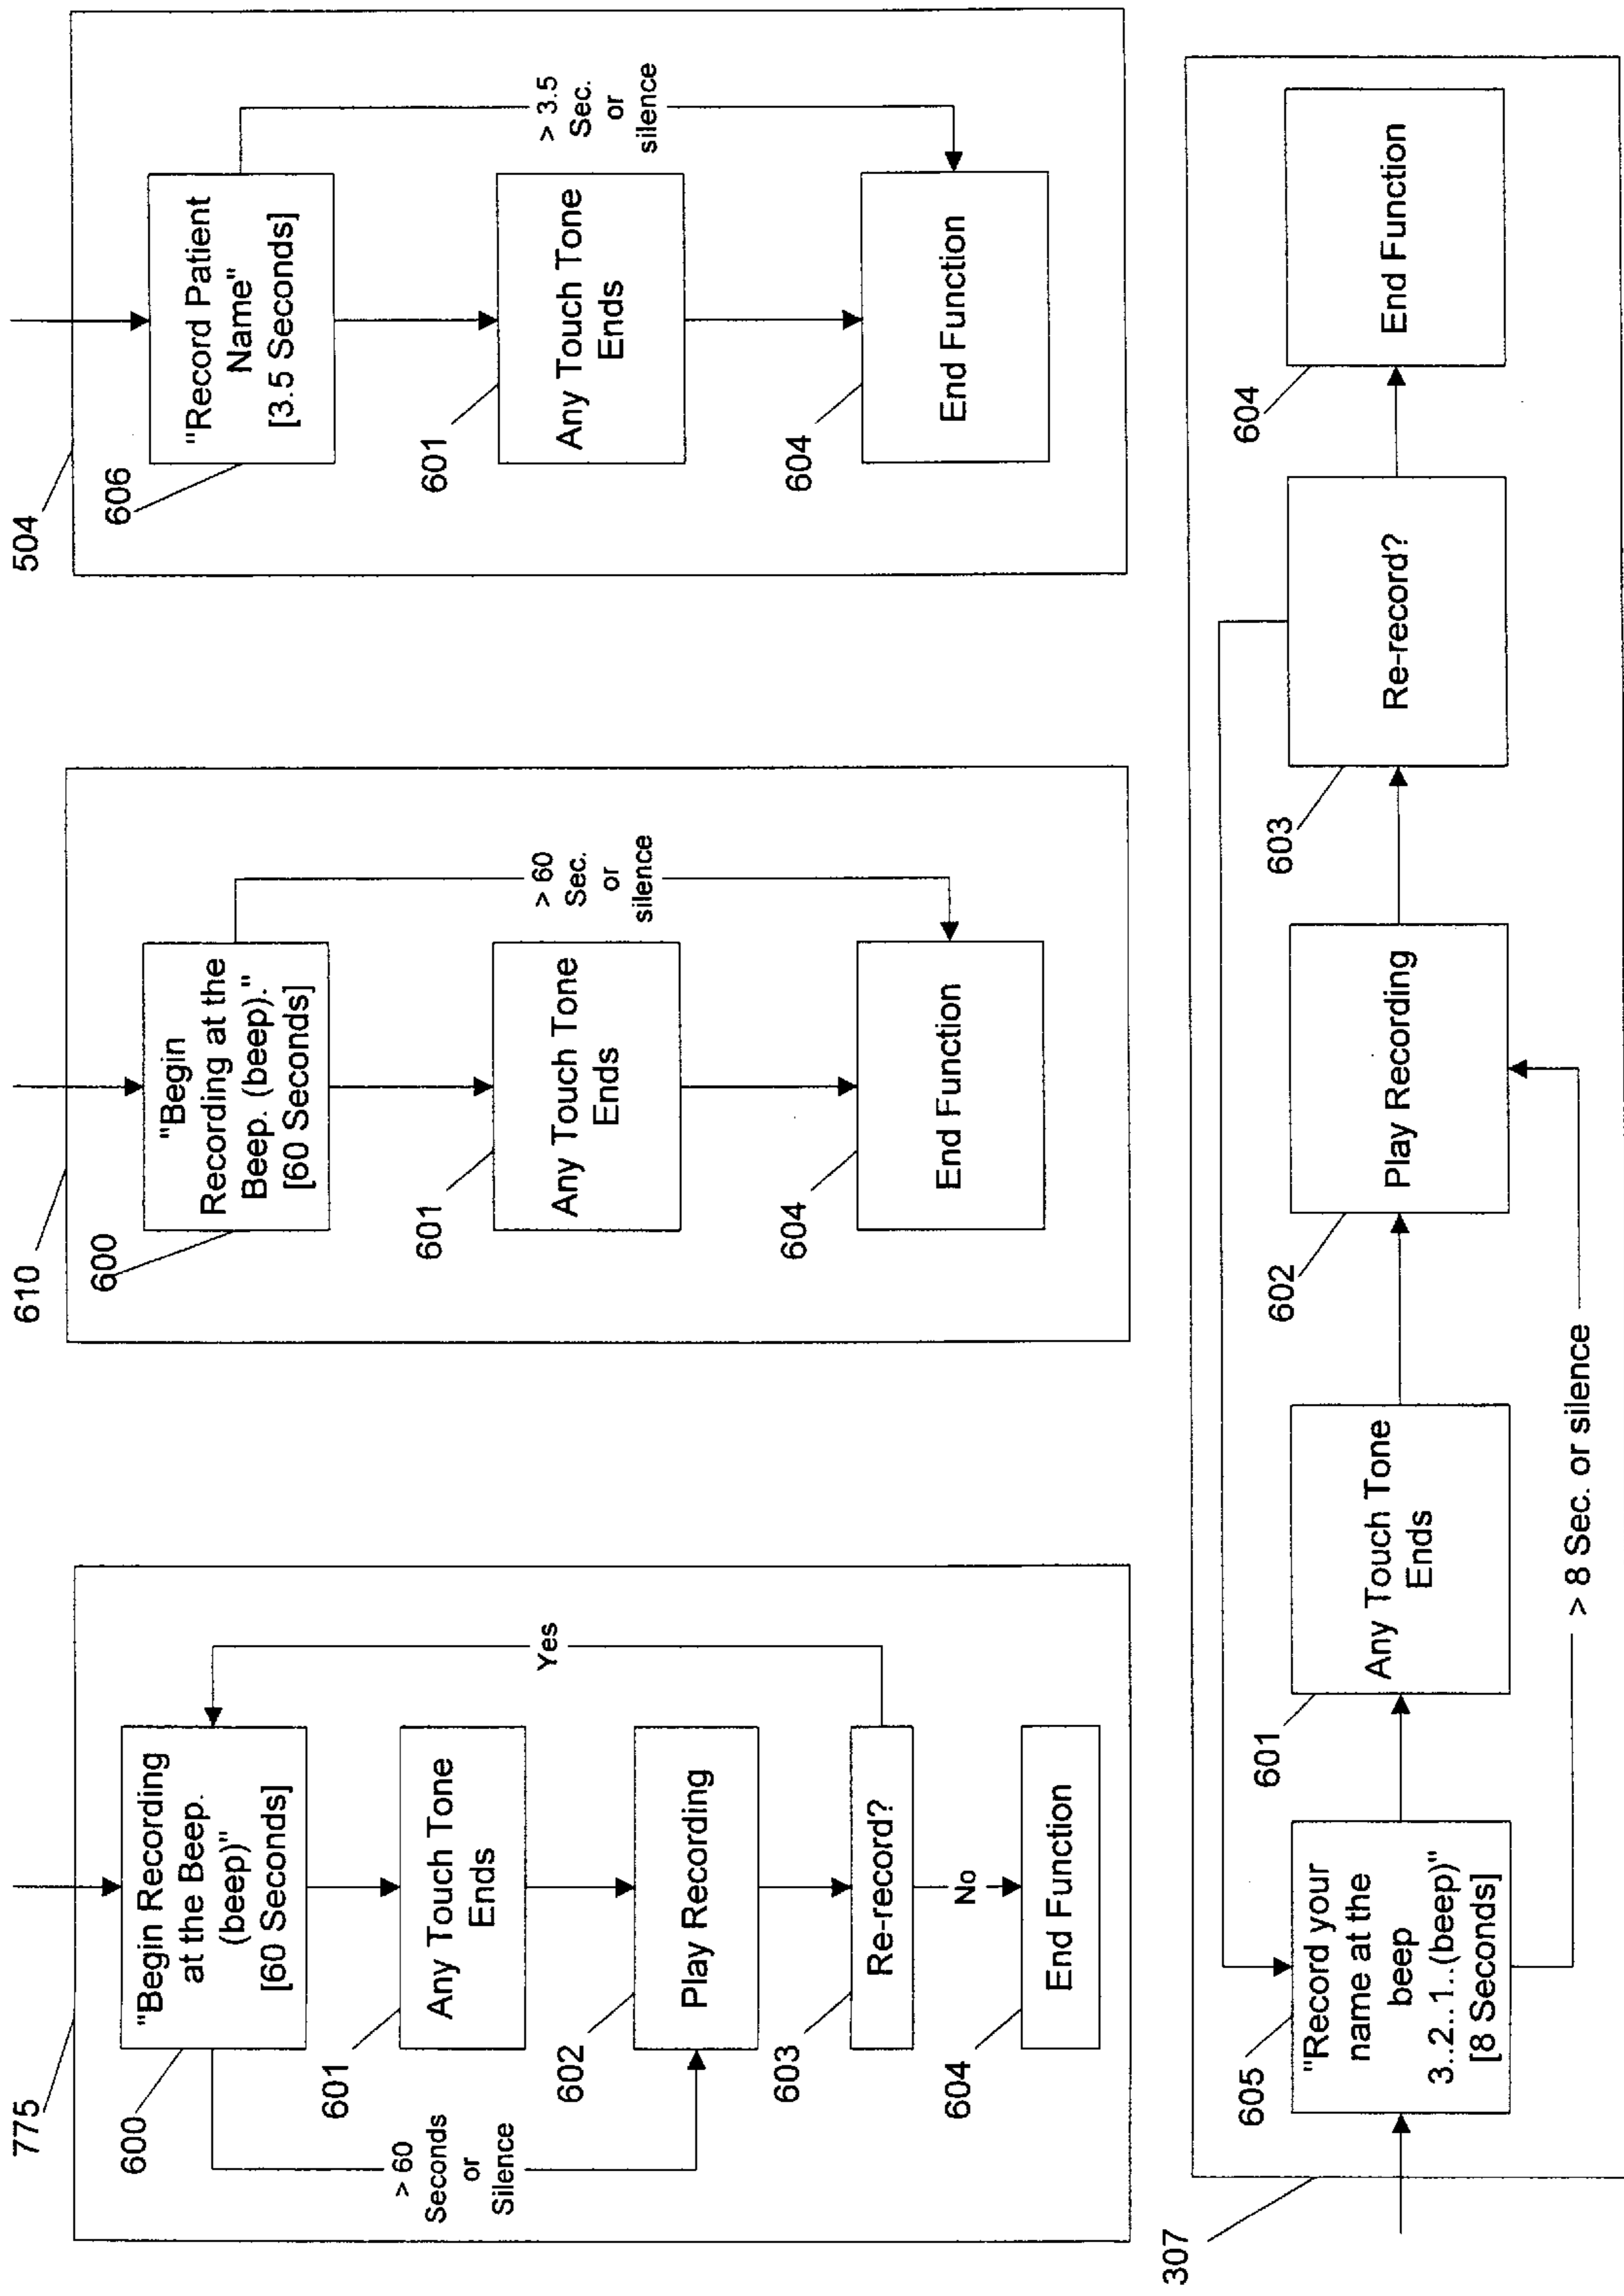 775
600
"Begin Recording
at the Beep.
(beep)"
[60 Seconds]
> 60
Seconds
or
Silence
Yes
601
Any Touch Tone
Ends
602
Play Recording
603
Re-record?
No
604
End Function
610
600
"Begin
Recording at the
Beep. (beep)."
[60 Seconds]
> 60
Sec.
or
silence
601
Any Touch Tone
Ends
604
End Function
504
606
"Record Patient
Name"
[3.5 Seconds]
> 3.5
Sec.
or
silence
601
Any Touch Tone
Ends
604
End Function
307
605
"Record your
name at the
beep
3..2..1..(beep)"
[8 Seconds]
601
Any Touch Tone
Ends
602
Play Recording
603
Re-record?
604
End Function
> 8 Sec. or silence